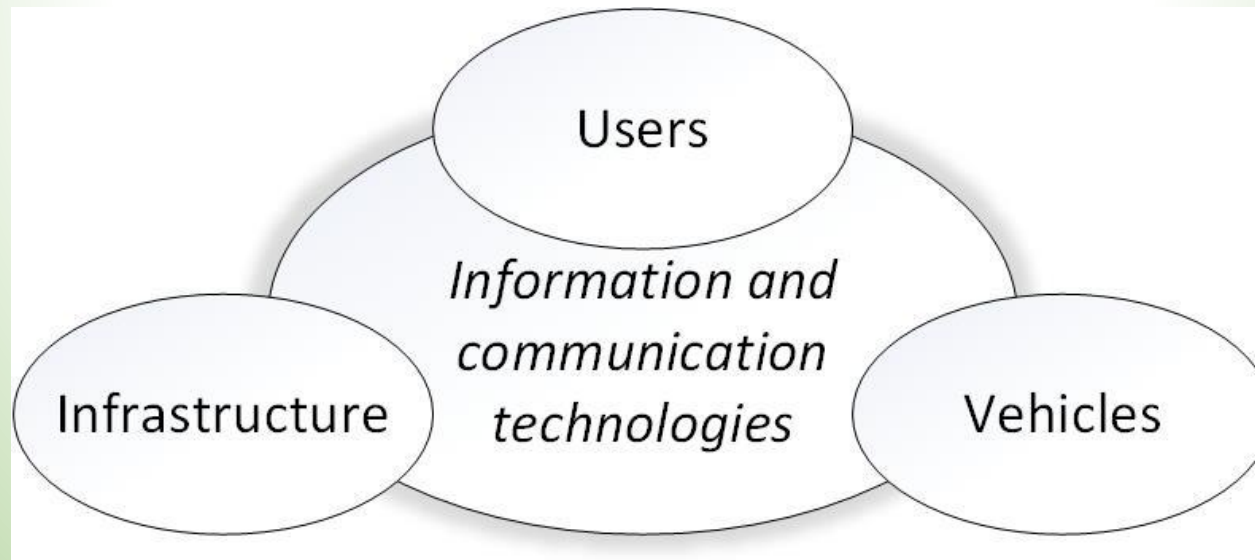 Users
Information and
communication
technologies
Infrastructure
Vehicles